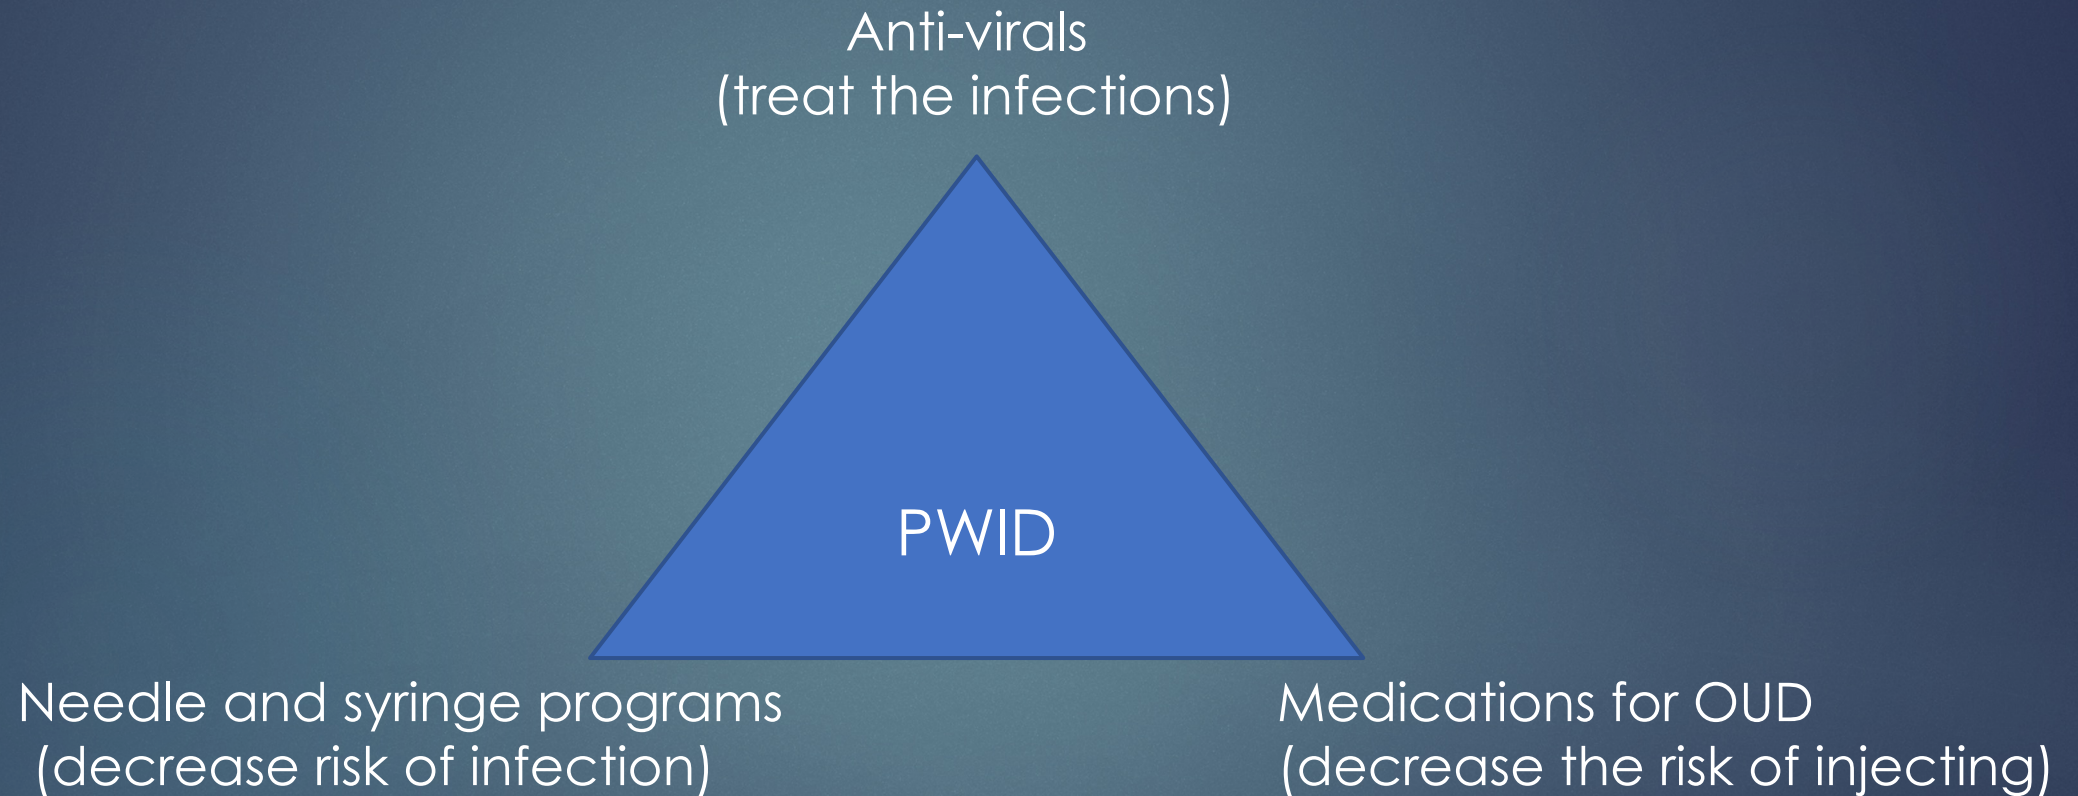 Anti-virals
(treat the infections)
PWID
Needle and syringe programs
(decrease risk of infection)
Medications for OUD
(decrease the risk of injecting)